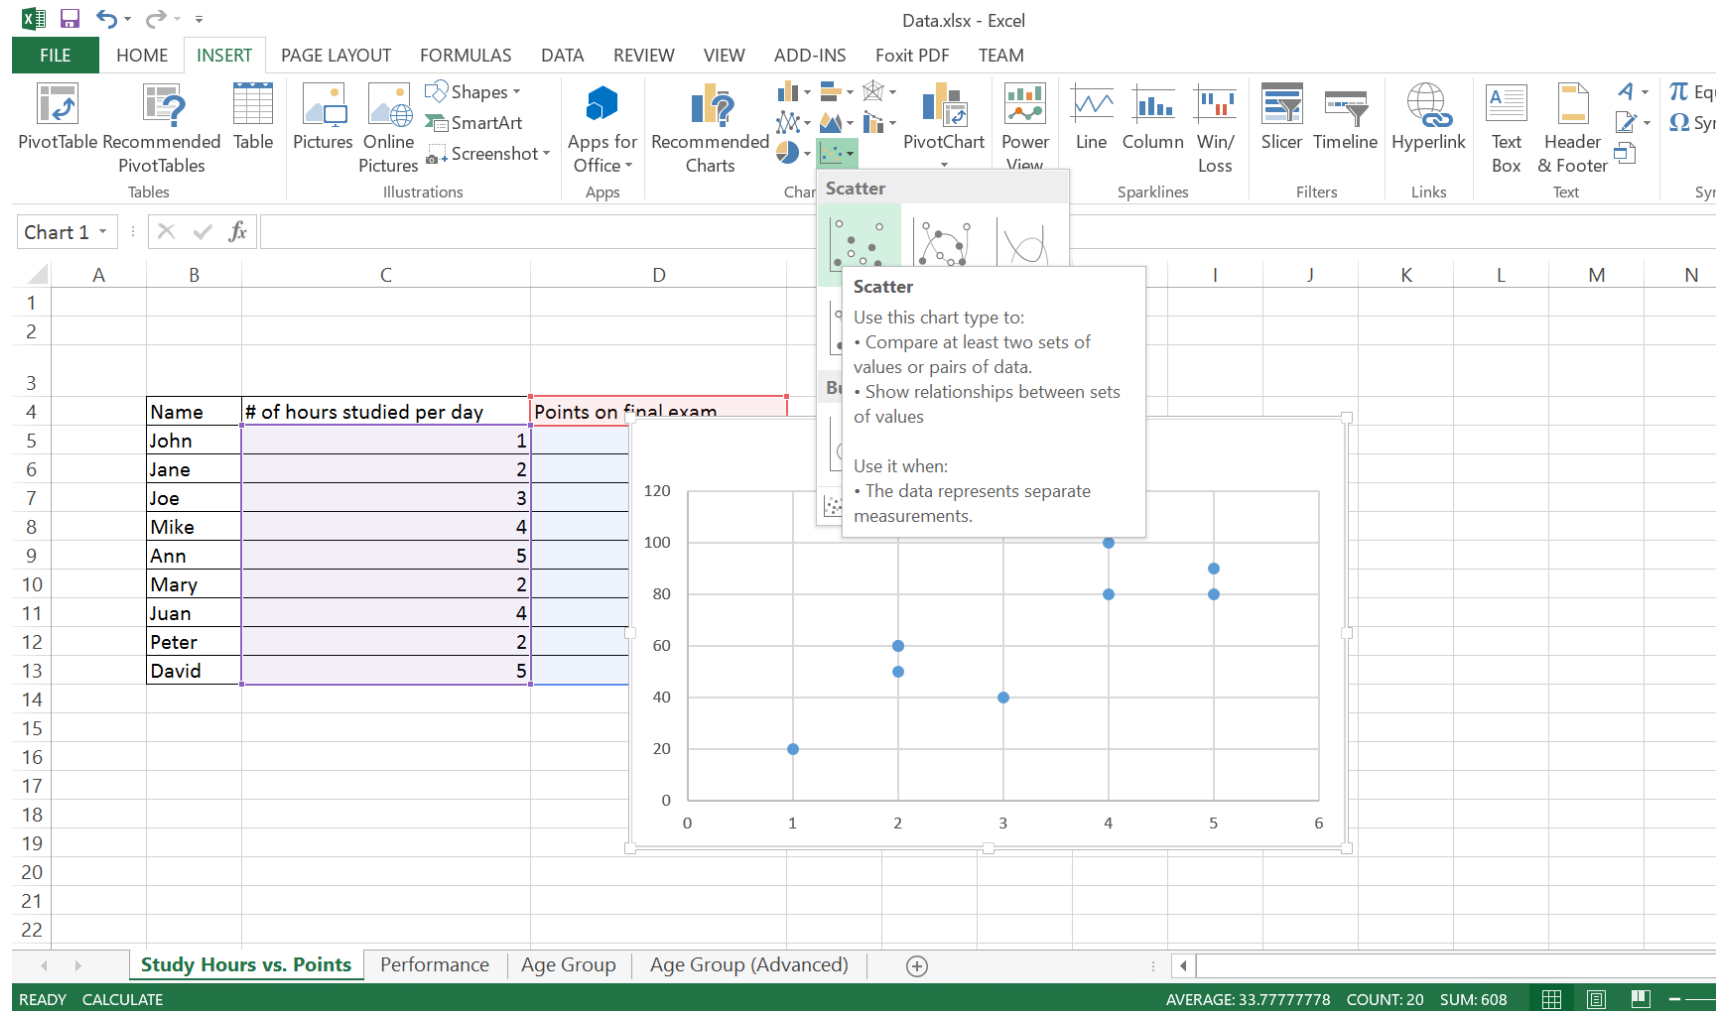 Data.xlsx - Excel
FILE HOME INSERT PAGE LAYOUT FORMULAS DATA REVIEW VIEW ADD-INS Foxit PDF TEAM
PivotTable
Recommended
PivotTables
Table
Tables
Pictures
Online
Pictures
Shapes
SmartArt
Screenshot
Illustrations
Apps for
Office
Apps
Recommended
Charts
PivotChart
Power
View
Line
Column
Win/
Loss
Sparklines
Slicer
Timeline
Filters
Hyperlink
Links
Text
Box
Header
& Footer
Text
π
Ω
Scatter
Chart 1
fx
A B C D I J K L M N
Scatter
Use this chart type to:
• Compare at least two sets of
values or pairs of data.
• Show relationships between sets
of values
Use it when:
• The data represents separate
measurements.
1
2
3
4 Name # of hours studied per day Points on final exam
5 John 1
6 Jane 2
7 Joe 3
8 Mike 4
9 Ann 5
10 Mary 2
11 Juan 4
12 Peter 2
13 David 5
14
15
16
17
18
19
20
21
22
120
100
80
60
40
20
0
0 1 2 3 4 5 6
Study Hours vs. Points Performance Age Group Age Group (Advanced)
READY CALCULATE AVERAGE: 33.77777778 COUNT: 20 SUM: 608